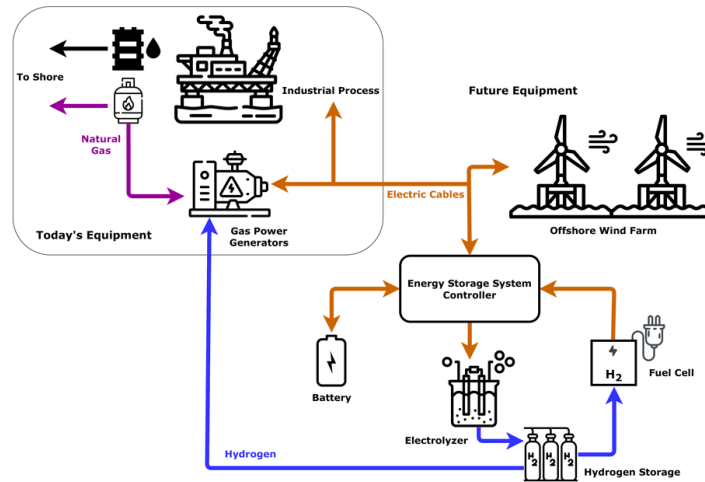 To Shore
Industrial Process
Future Equipment
Natural
Gas
Electric Cables
Today's Equipment
Gas Power
Generators
Offshore Wind Farm
Energy Storage System
Controller
H2
Fuel Cell
Battery
Electrolyzer
Hydrogen
H2 H2 H2
Hydrogen Storage